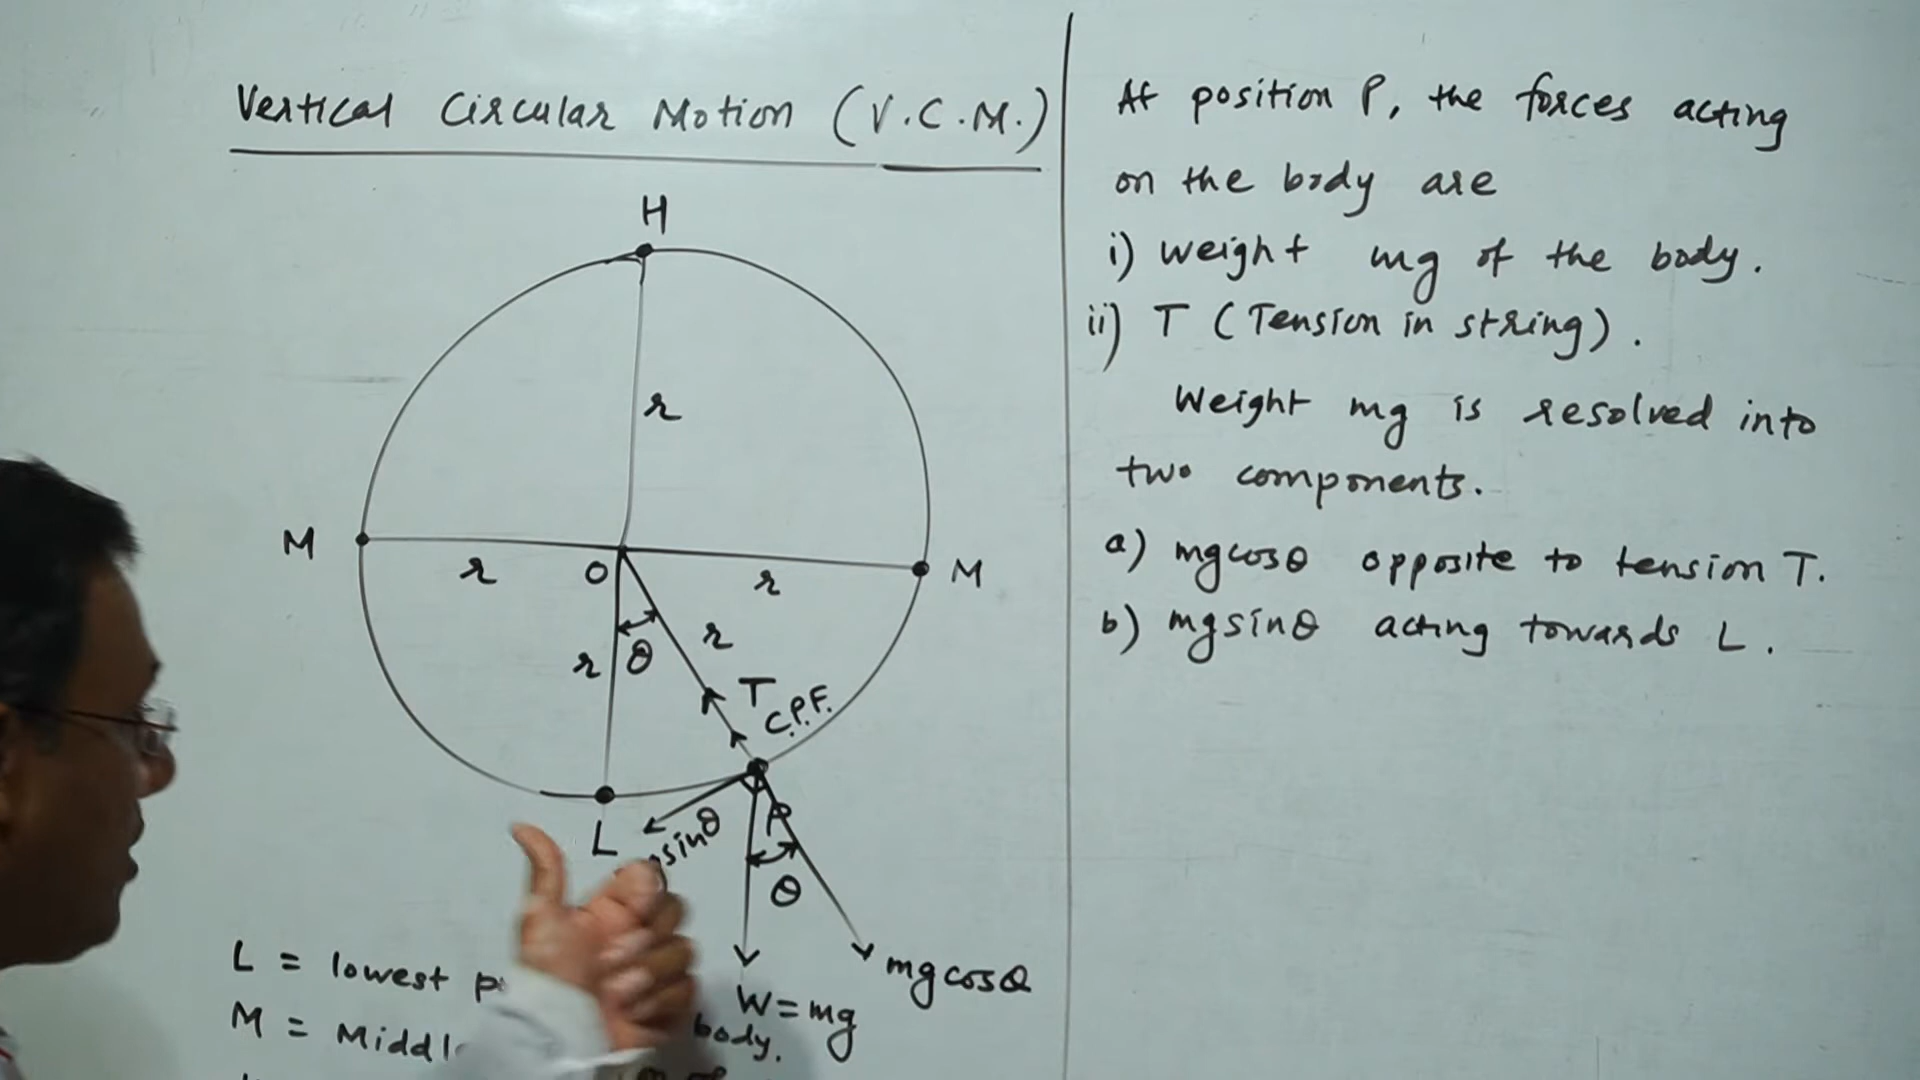 Vertical Circular Motion (V.C.M.)
H
r
M
r
O
r
M
r
θ
r
T
C.P.F.
L
sinθ
P
θ
mgcosθ
W=mg
L = lowest
M = Middl
body.
At position P, the forces acting
on the body are
i) weight mg of the body.
ii) T (Tension in string).
Weight mg is resolved into
two components.
a) mgcosθ opposite to tension T.
b) mgsinθ acting towards L.